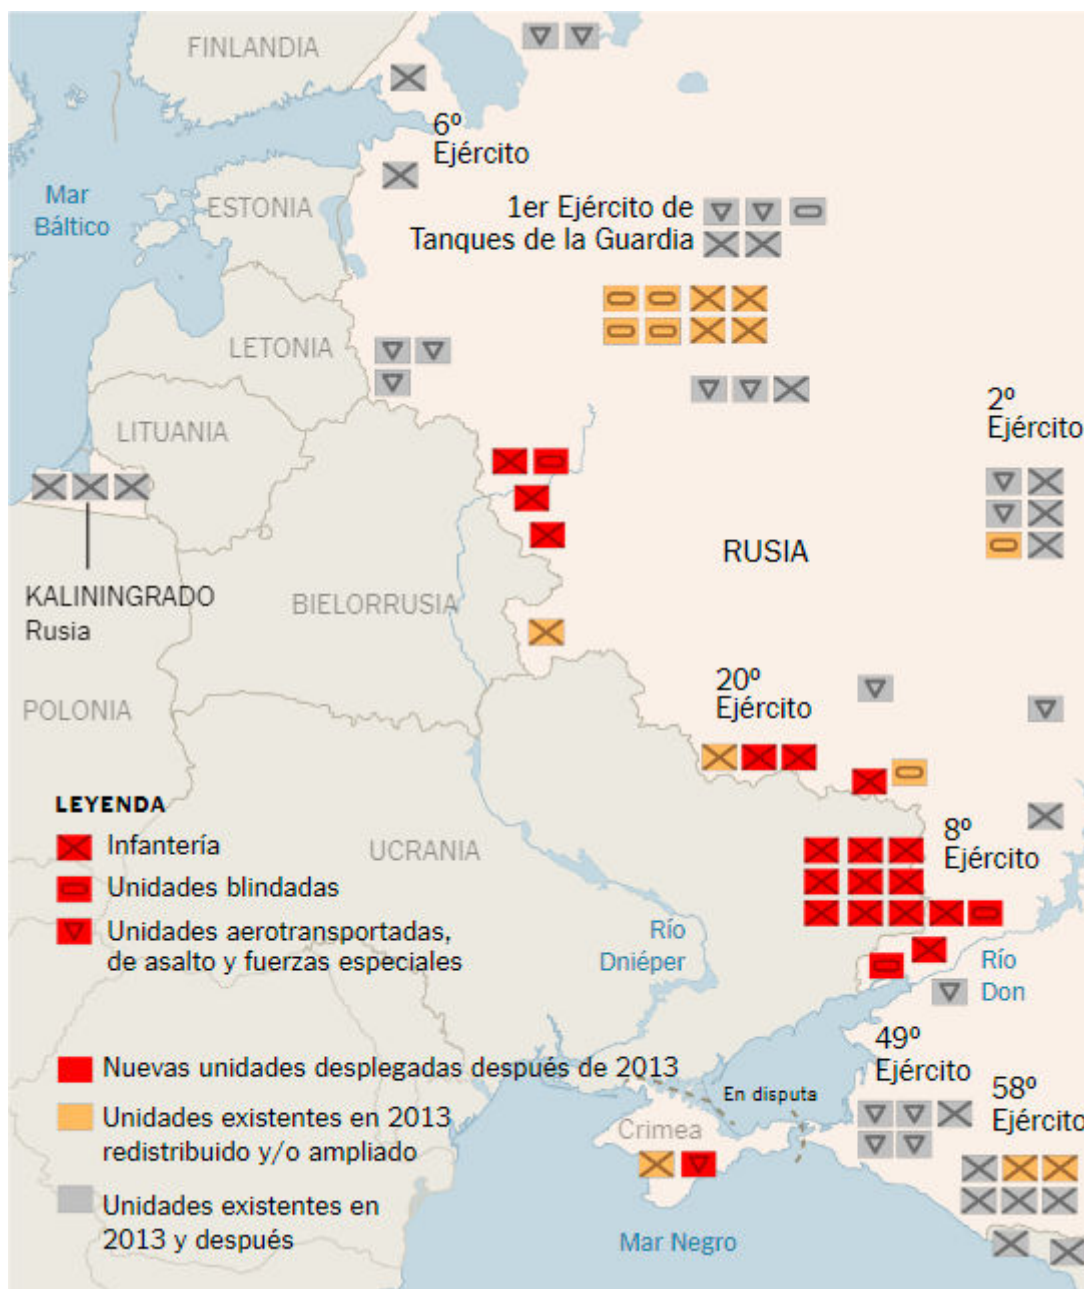 FINLANDIA
6º
Ejército
Mar
Báltico
ESTONIA
1er Ejército de
Tanques de la Guardia
LETONIA
2º
Ejército
LITUANIA
RUSIA
KALININGRADO
Rusia
BIELORRUSIA
20º
Ejército
POLONIA
LEYENDA
Infantería
Unidades blindadas
Unidades aerotransportadas,
de asalto y fuerzas especiales
UCRANIA
8º
Ejército
Río
Dniéper
Río
Don
Nuevas unidades desplegadas después de 2013
Unidades existentes en 2013
redistribuido y/o ampliado
Unidades existentes en
2013 y después
49º
Ejército
En disputa
58º
Ejército
Crimea
Mar Negro